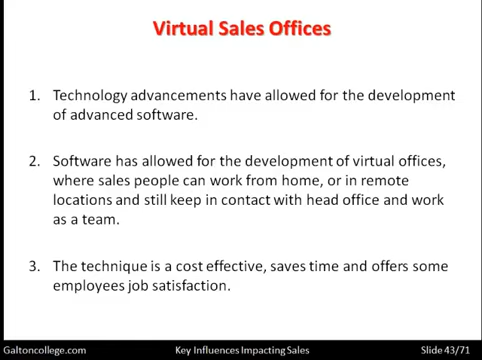 Virtual Sales Offices
1. Technology advancements have allowed for the development
of advanced software.
2. Software has allowed for the development of virtual offices,
where sales people can work from home, or in remote
locations and still keep in contact with head office and work
as a team.
3. The technique is a cost effective, saves time and offers some
employees job satisfaction.
Galtoncollege.com Key Influences Impacting Sales Slide 43/71